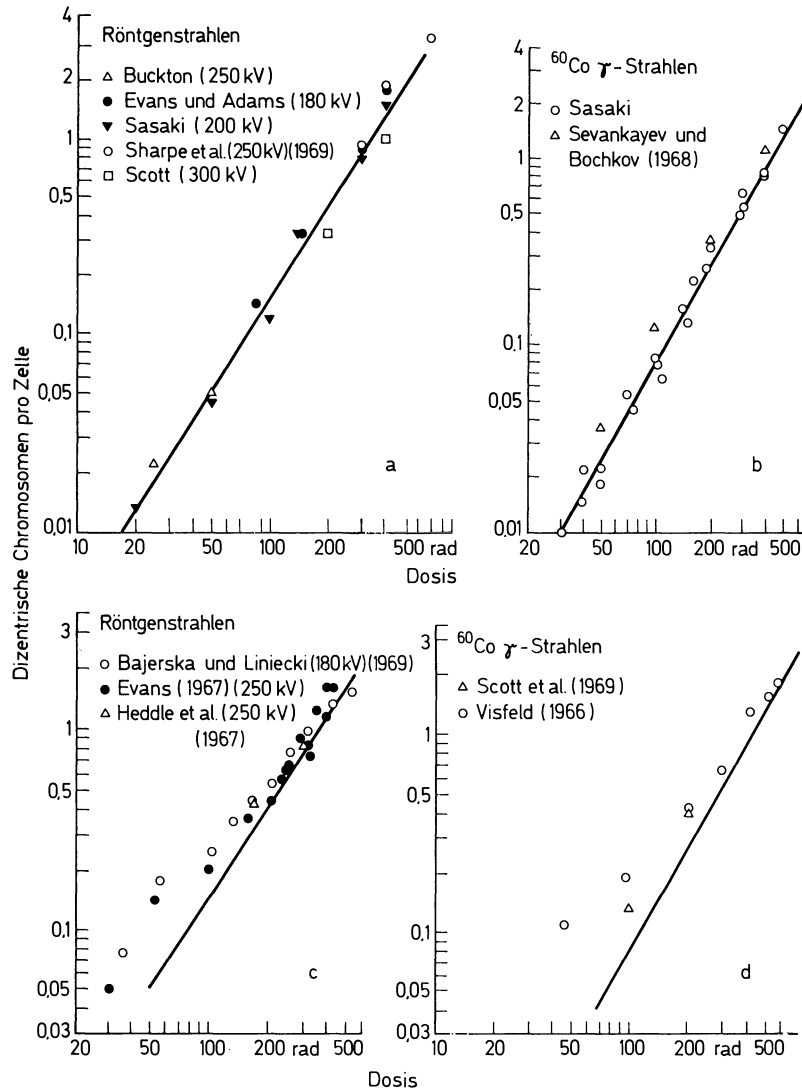 Dizentrische Chromosomen pro Zelle
4
2
1
0,5
0,1
0,05
0,01
Röntgenstrahlen
△ Buckton (250 kV)
● Evans und Adams (180 kV)
▼ Sasaki (200 kV)
○ Sharpe et al. (250 kV) (1969)
□ Scott (300 kV)
a
10 20 50 100 200 500 rad
4
2
1
0,5
0,1
0,05
0,01
⁶⁰Co γ-Strahlen
○ Sasaki
△ Sevankayev und
Bochkov (1968)
b
20 50 100 200 rad 500
Dosis
3
1
0,5
0,1
0,05
0,03
Röntgenstrahlen
○ Bajerska und Liniecki (180 kV) (1969)
● Evans (1967) (250 kV)
△ Heddle et al. (250 kV)
(1967)
c
20 50 100 200 rad 500
3
1
0,5
0,1
0,05
0,03
⁶⁰Co γ-Strahlen
△ Scott et al. (1969)
○ Visfeld (1966)
d
10 20 50 100 200 rad 500
Dosis